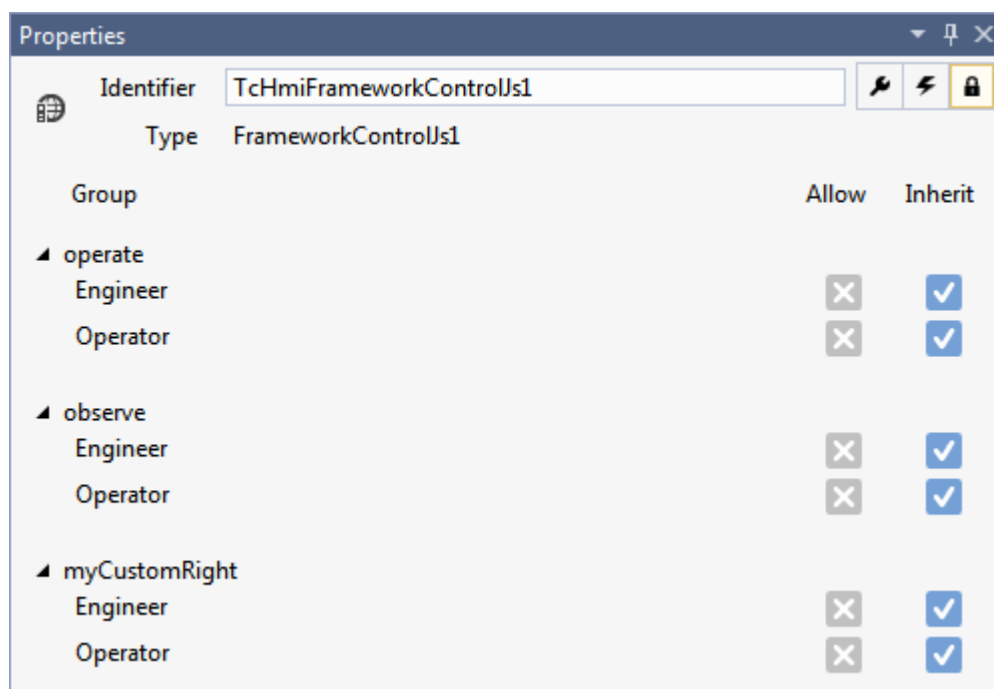 Properties
Identifier TcHmiFrameworkControlJs1
Type FrameworkControlJs1
Group Allow Inherit
operate
Engineer
Operator
observe
Engineer
Operator
myCustomRight
Engineer
Operator